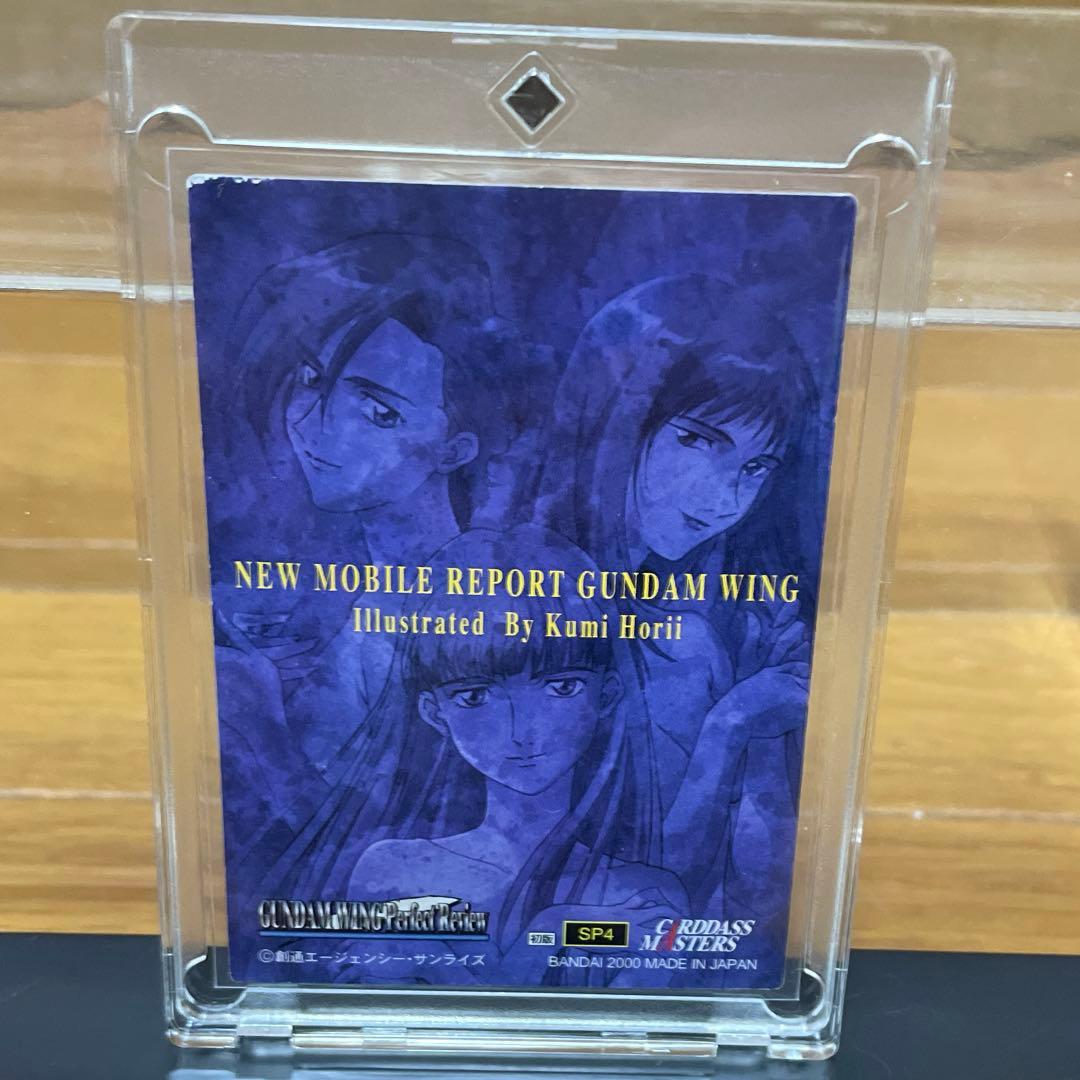 NEW MOBILE REPORT GUNDAM WING
Illustrated By Kumi Horii
GUNDAM WING Perfect Review
初版 SP4 CARDDASS MASTERS
©創通エージェンシー・サンライズ
BANDAI 2000 MADE IN JAPAN